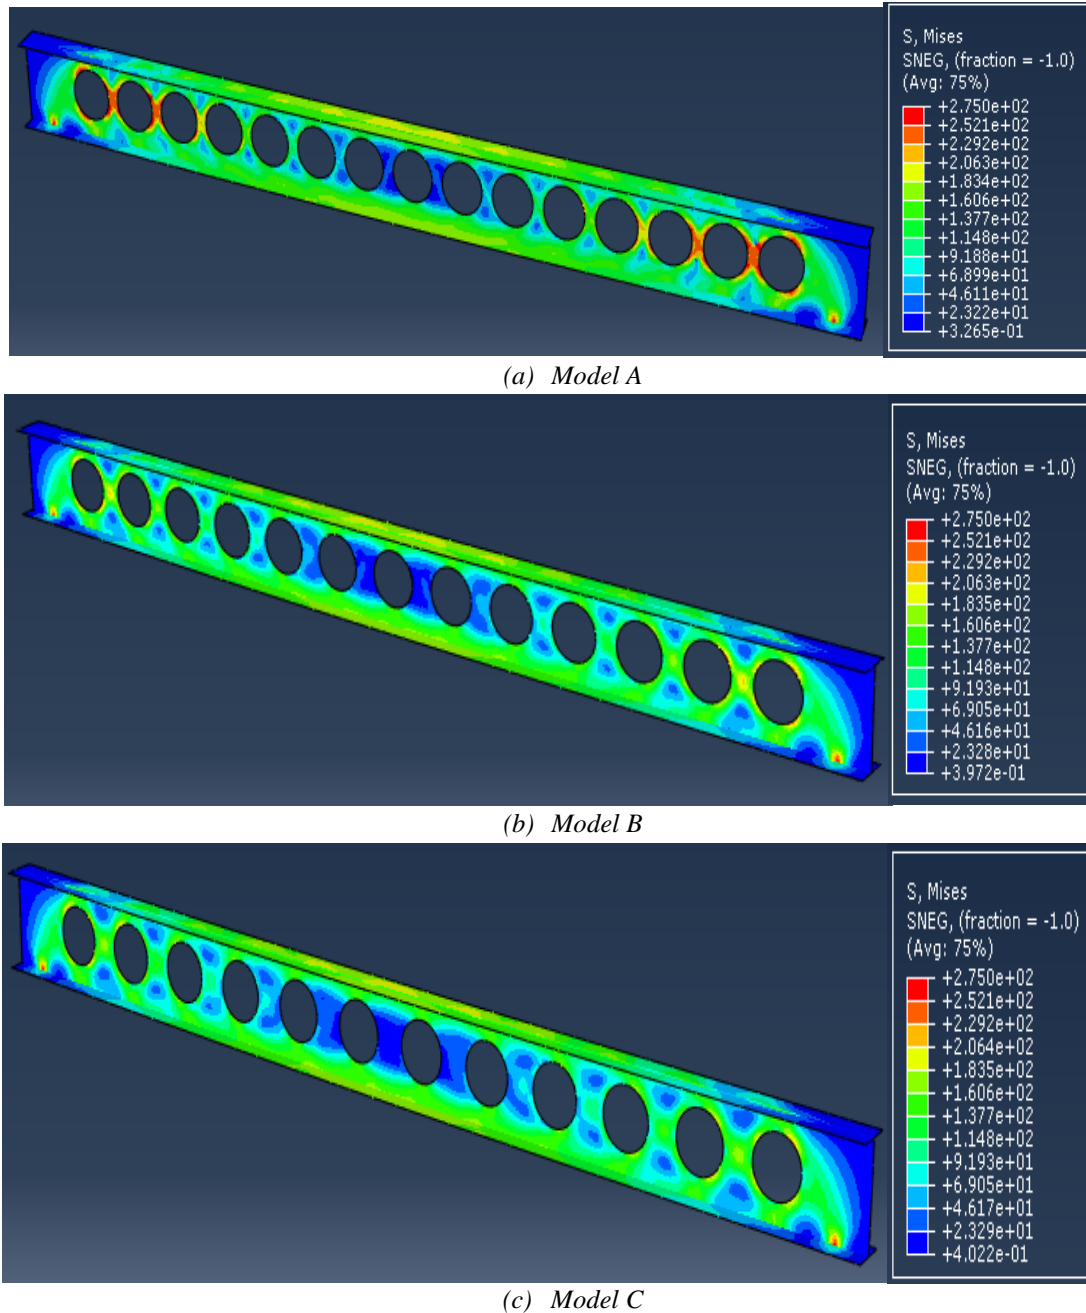 S, Mises
SNEG, (fraction = -1.0)
(Avg: 75%)
+2.750e+02
+2.521e+02
+2.292e+02
+2.063e+02
+1.834e+02
+1.606e+02
+1.377e+02
+1.148e+02
+9.188e+01
+6.899e+01
+4.611e+01
+2.322e+01
+3.265e-01
(a) Model A
S, Mises
SNEG, (fraction = -1.0)
(Avg: 75%)
+2.750e+02
+2.521e+02
+2.292e+02
+2.063e+02
+1.835e+02
+1.606e+02
+1.377e+02
+1.148e+02
+9.193e+01
+6.905e+01
+4.616e+01
+2.328e+01
+3.972e-01
(b) Model B
S, Mises
SNEG, (fraction = -1.0)
(Avg: 75%)
+2.750e+02
+2.521e+02
+2.292e+02
+2.064e+02
+1.835e+02
+1.606e+02
+1.377e+02
+1.148e+02
+9.193e+01
+6.905e+01
+4.617e+01
+2.329e+01
+4.022e-01
(c) Model C